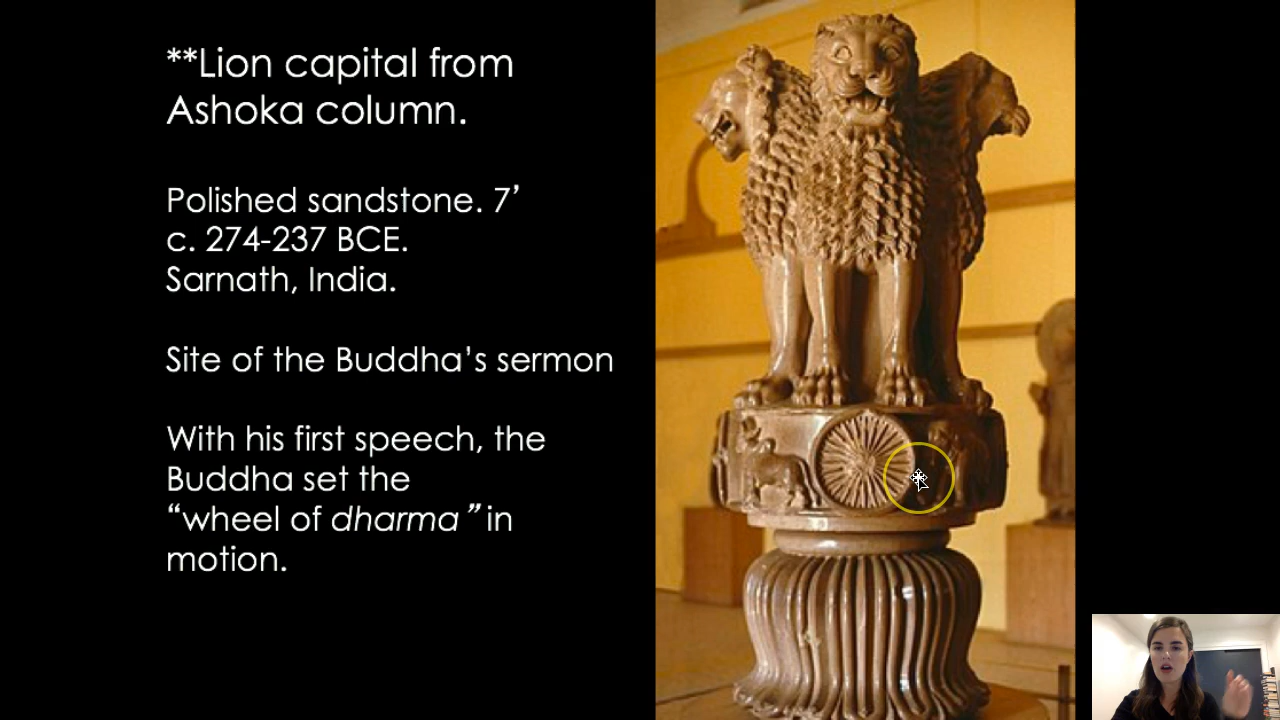 **Lion capital from
Ashoka column.
Polished sandstone. 7’
c. 274-237 BCE.
Sarnath, India.
Site of the Buddha’s sermon
With his first speech, the
Buddha set the
“wheel of dharma” in
motion.